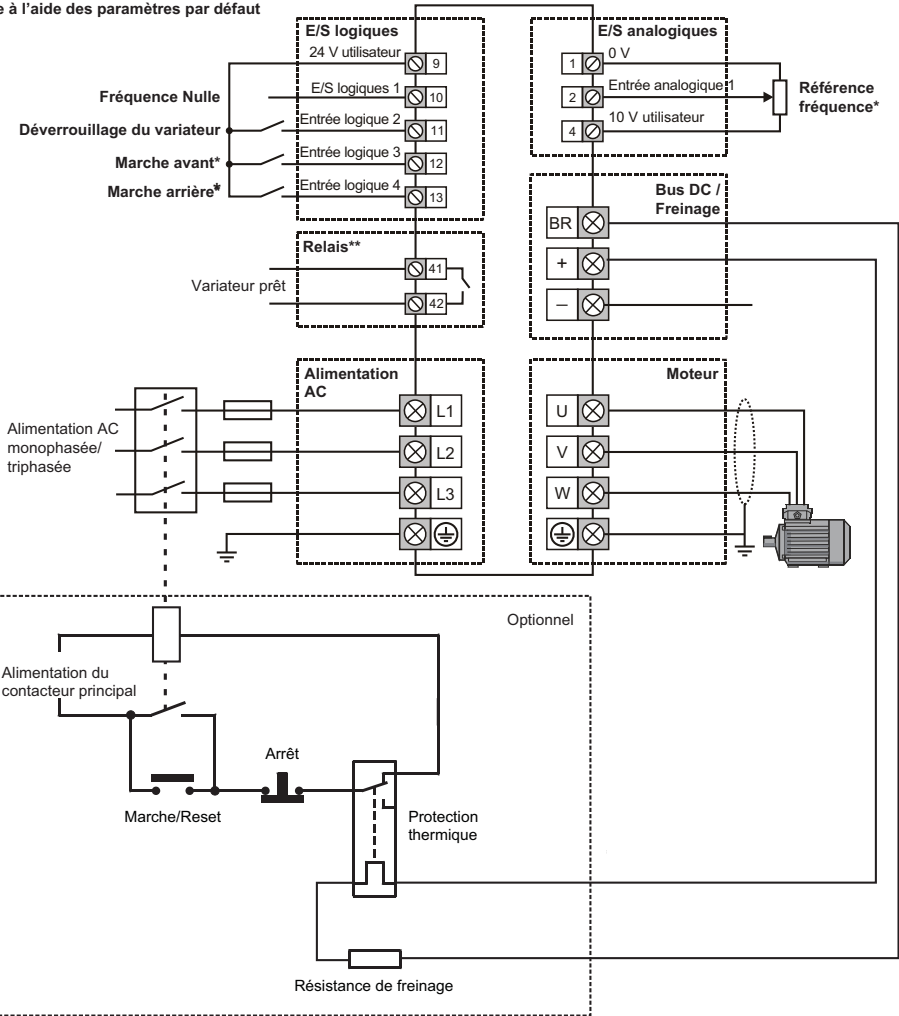 e à l'aide des paramètres par défaut
E/S logiques
24 V utilisateur
9
Fréquence Nulle
E/S logiques 1
10
Déverrouillage du variateur
Entrée logique 2
11
Marche avant*
Entrée logique 3
12
Marche arrière*
Entrée logique 4
13
Relais**
Variateur prêt
41
42
E/S analogiques
1
0 V
2
Entrée analogique 1
4
10 V utilisateur
Référence
fréquence*
Bus DC /
Freinage
BR
+
–
Alimentation
AC
Alimentation AC
monophasée/
triphasée
L1
L2
L3
Moteur
U
V
W
Optionnel
Alimentation du
contacteur principal
Arrêt
Marche/Reset
Protection
thermique
Résistance de freinage